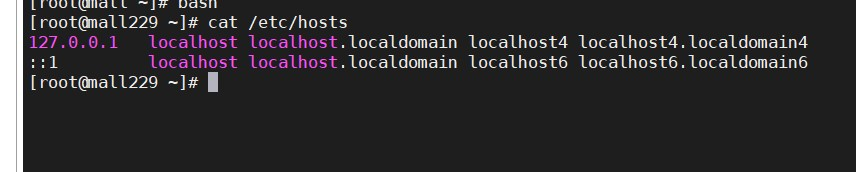 [root@mall ~]# bash
[root@mall229 ~]# cat /etc/hosts
127.0.0.1   localhost localhost.localdomain localhost4 localhost4.localdomain4
::1         localhost localhost.localdomain localhost6 localhost6.localdomain6
[root@mall229 ~]#